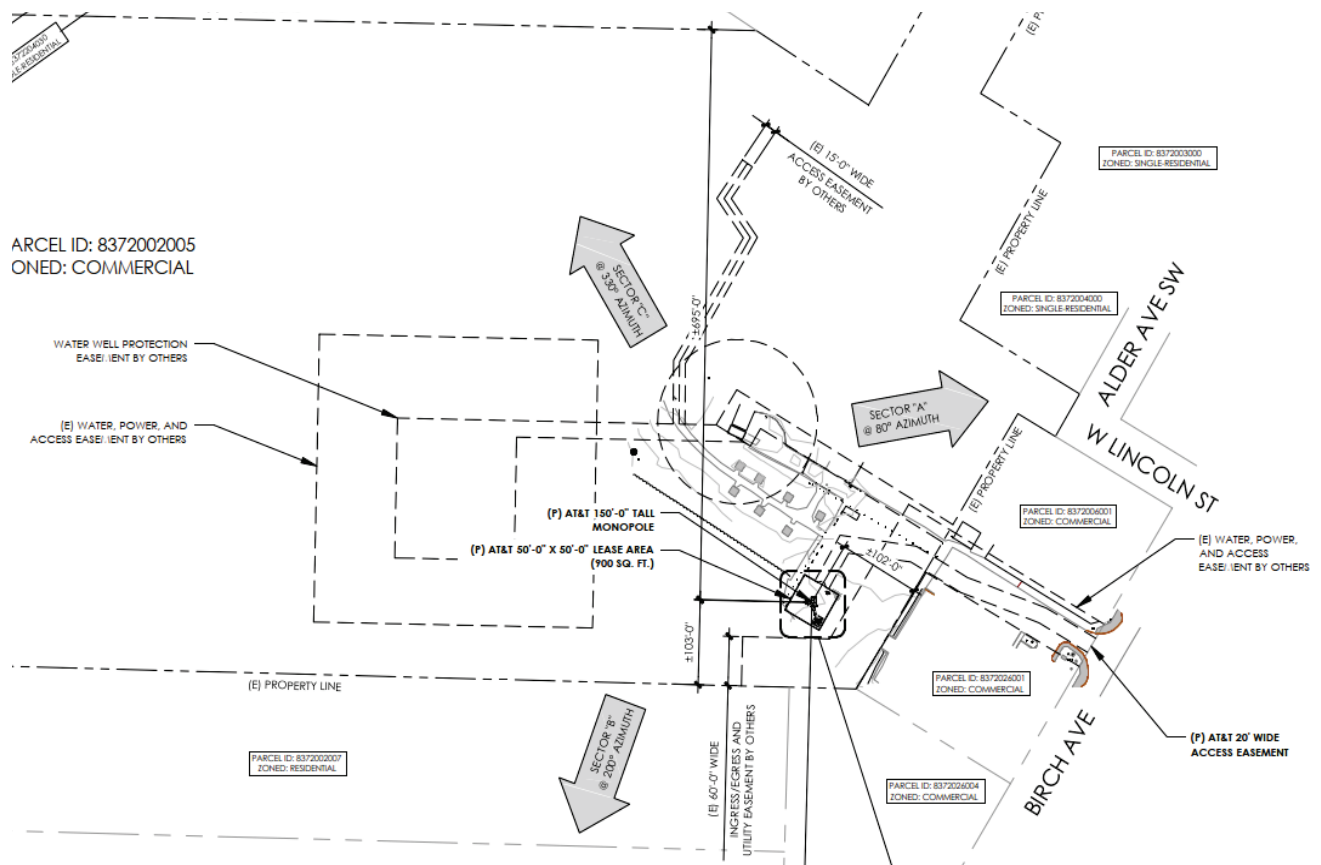 (E) P
(E) PR
8372204030
LE-RESIDENTIAL
(E) 15'-0" WIDE
ACCESS EASEMENT
BY OTHERS
PARCEL ID: 8372003000
ZONED: SINGLE-RESIDENTIAL
(E) PROPERTY LINE
ARCEL ID: 8372002005
ONED: COMMERCIAL
SECTOR "C"
@ 330° AZIMUTH
±695'-0"
PARCEL ID: 8372004000
ZONED: SINGLE-RESIDENTIAL
ALDER AVE SW
WATER WELL PROTECTION
BY OTHERS
(E) WATER, POWER, AND
ACCESS BY OTHERS
SECTOR "A"
@ 80° AZIMUTH
(E) PROPERTY LINE
W LINCOLN ST
(P) AT&T 150'-0" TALL
MONOPOLE
(P) AT&T 50'-0" X 50'-0" LEASE AREA
(900 SQ. FT.)
±102'-0"
PARCEL ID: 8372006001
ZONED: COMMERCIAL
(E) WATER, POWER,
AND ACCESS
BY OTHERS
±103'-0"
(E) PROPERTY LINE
PARCEL ID: 8372026001
ZONED: COMMERCIAL
SECTOR "B"
@ 200° AZIMUTH
PARCEL ID: 8372002007
ZONED: RESIDENTIAL
(E) 60'-0" WIDE
INGRESS/EGRESS AND
UTILITY EASEMENT BY OTHERS
PARCEL ID: 8372026004
ZONED: COMMERCIAL
BIRCH AVE
(P) AT&T 20' WIDE
ACCESS EASEMENT